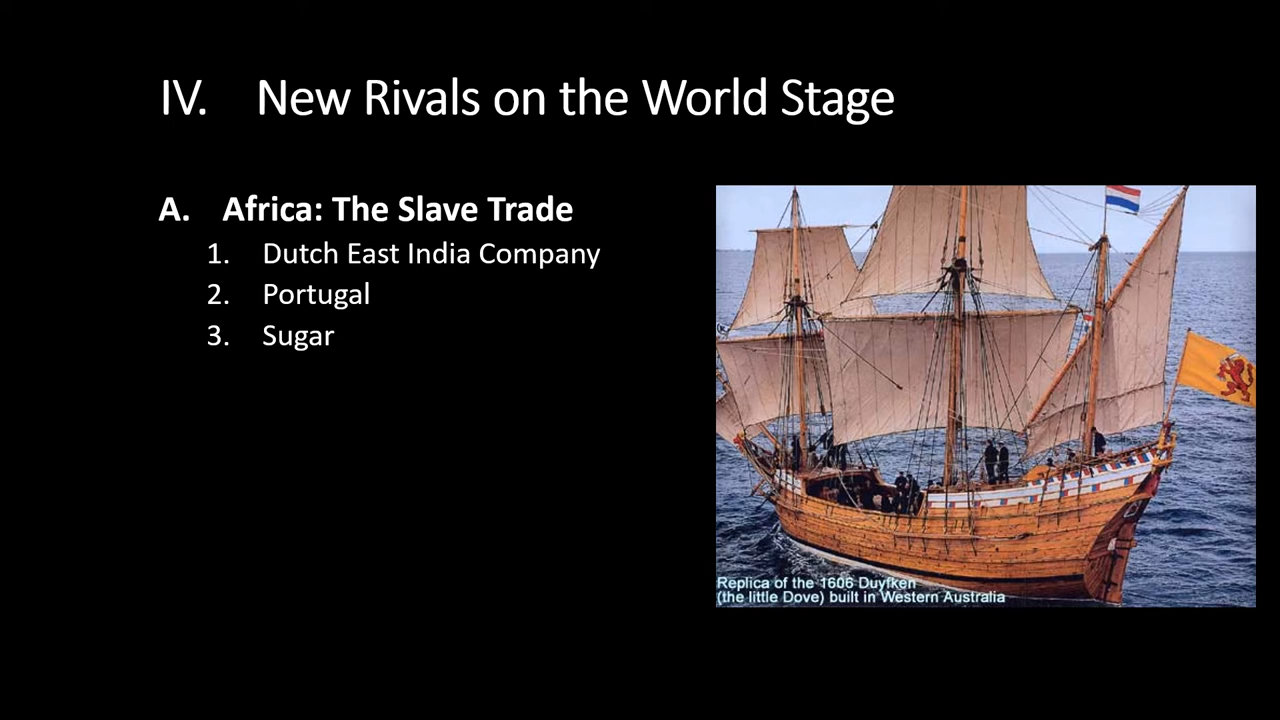 IV. New Rivals on the World Stage
A. Africa: The Slave Trade
1. Dutch East India Company
2. Portugal
3. Sugar
Replica of the 1606 Duyfken
(the little Dove) built in Western Australia